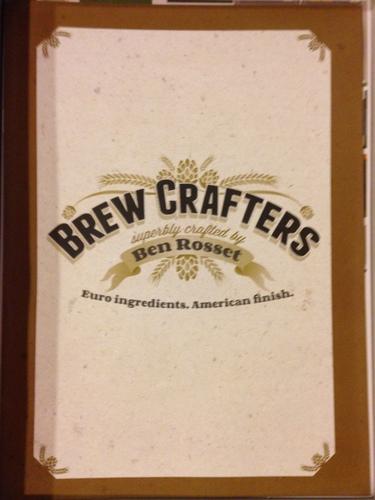 BREW CRAFTERS
superbly crafted by
Ben Rosset
Euro ingredients. American finish.